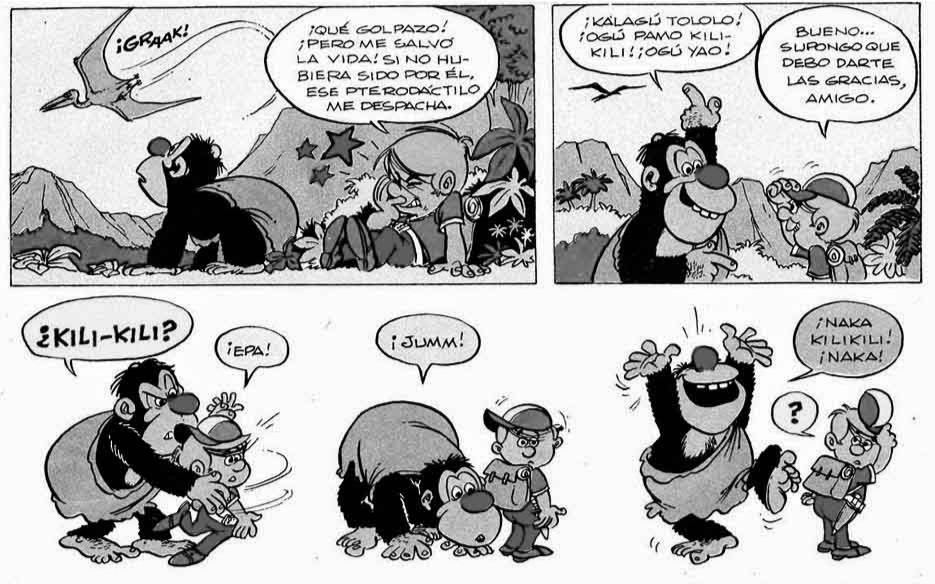 ¡GRAAK!
¡QUÉ GOLPAZO!
¡PERO ME SALVÓ
LA VIDA! SI NO HU-
BIERA SIDO POR ÉL,
ESE PTERODÁCTILO
ME DESPACHA.
¡KÁLAGÚ TOLOLO!
¡OGÚ PAMO KILI-
KILI! ¡OGÚ YAO!
BUENO...
SUPONGO QUE
DEBO DARTE
LAS GRACIAS,
AMIGO.
¿KILI-KILI?
¡EPA!
¡JUMM!
¡NAKA
KILIKILI!
¡NAKA!
?